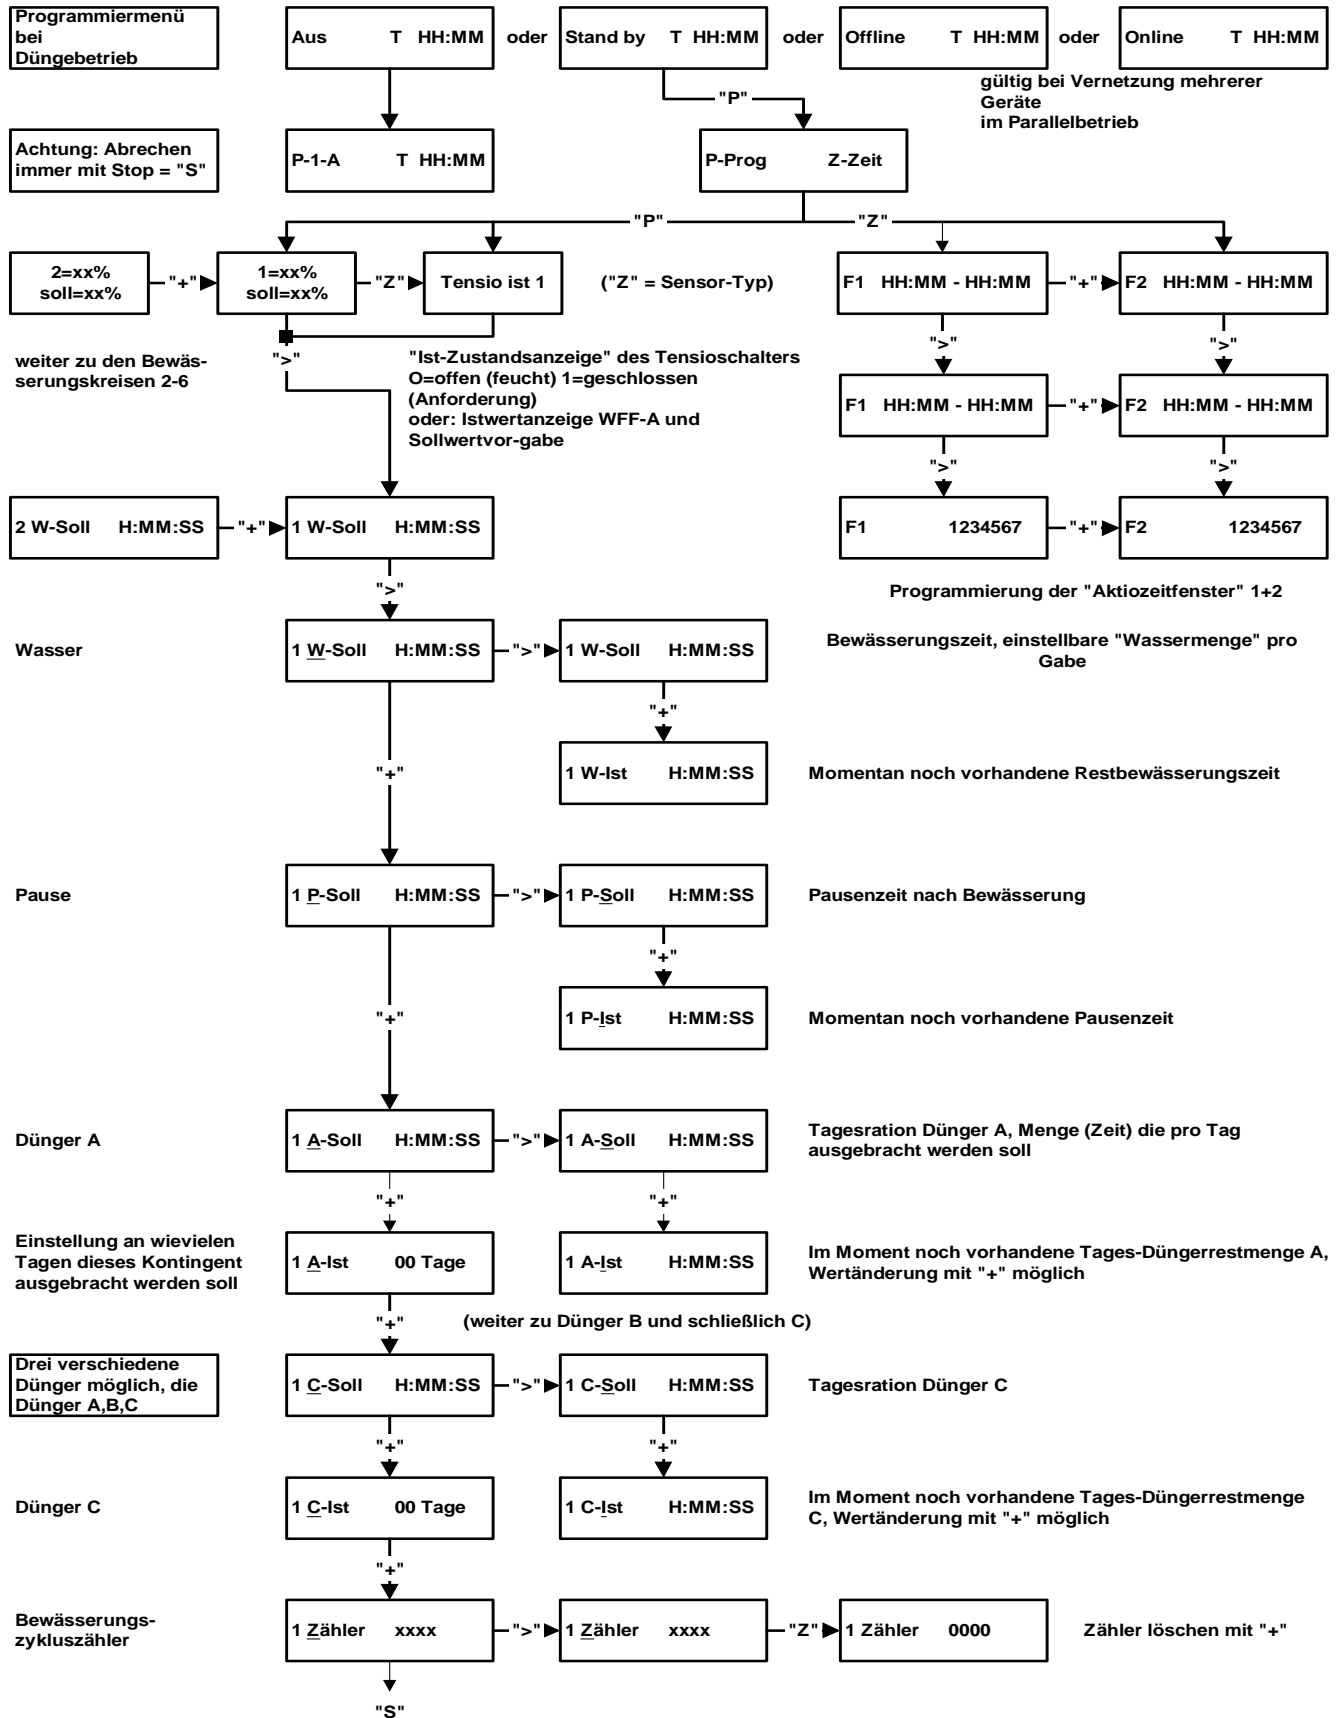 Programmiermenü
bei
Düngebetrieb
Aus T HH:MM oder Stand by T HH:MM oder Offline T HH:MM oder Online T HH:MM
gültig bei Vernetzung mehrerer
Geräte
im Parallelbetrieb
"P"
Achtung: Abrechen
immer mit Stop = "S"
P-1-A T HH:MM
P-Prog Z-Zeit
"P" "Z"
2=xx%
soll=xx%
"+"
1=xx%
soll=xx%
"Z"
Tensio ist 1
("Z" = Sensor-Typ)
F1 HH:MM - HH:MM "+" F2 HH:MM - HH:MM
">" ">"
weiter zu den Bewäs-
serungskreisen 2-6
">"
"Ist-Zustandsanzeige" des Tensioschalters
O=offen (feucht) 1=geschlossen
(Anforderung)
oder: Istwertanzeige WFF-A und
Sollwertvor-gabe
F1 HH:MM - HH:MM "+" F2 HH:MM - HH:MM
">" ">"
2 W-Soll H:MM:SS "+" 1 W-Soll H:MM:SS
F1 1234567 "+" F2 1234567
">"
Programmierung der "Aktiozeitfenster" 1+2
Wasser
1 W-Soll H:MM:SS ">" 1 W-Soll H:MM:SS
Bewässerungszeit, einstellbare "Wassermenge" pro
Gabe
"+"
"+"
1 W-Ist H:MM:SS
Momentan noch vorhandene Restbewässerungszeit
Pause
1 P-Soll H:MM:SS ">" 1 P-Soll H:MM:SS
Pausenzeit nach Bewässerung
"+"
"+"
1 P-Ist H:MM:SS
Momentan noch vorhandene Pausenzeit
Dünger A
1 A-Soll H:MM:SS ">" 1 A-Soll H:MM:SS
Tagesration Dünger A, Menge (Zeit) die pro Tag
ausgebracht werden soll
"+" "+"
Einstellung an wievielen
Tagen dieses Kontingent
ausgebracht werden soll
1 A-Ist 00 Tage
1 A-Ist H:MM:SS
Im Moment noch vorhandene Tages-Düngerrestmenge A,
Wertänderung mit "+" möglich
"+" (weiter zu Dünger B und schließlich C)
Drei verschiedene
Dünger möglich, die
Dünger A,B,C
1 C-Soll H:MM:SS ">" 1 C-Soll H:MM:SS
Tagesration Dünger C
"+" "+"
Dünger C
1 C-Ist 00 Tage
1 C-Ist H:MM:SS
Im Moment noch vorhandene Tages-Düngerrestmenge
C, Wertänderung mit "+" möglich
"+"
Bewässerungs-
zykluszähler
1 Zähler xxxx ">" 1 Zähler xxxx "Z" 1 Zähler 0000
Zähler löschen mit "+"
"S"